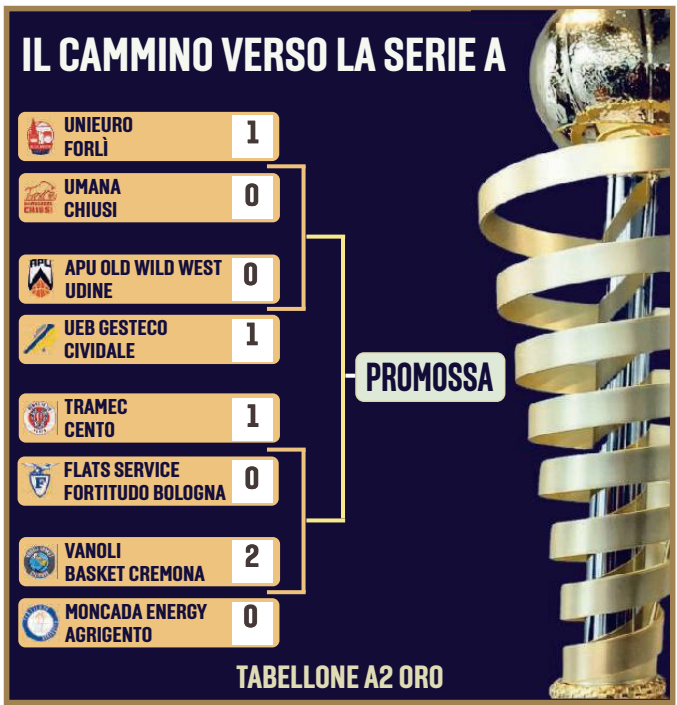 IL CAMMINO VERSO LA SERIE A
UNIEURO
FORLÌ
1
UMANA
CHIUSI
0
APU OLD WILD WEST
UDINE
0
UEB GESTECO
CIVIDALE
1
PROMOSSA
TRAMEC
CENTO
1
FLATS SERVICE
FORTITUDO BOLOGNA
0
VANOLI
BASKET CREMONA
2
MONCADA ENERGY
AGRIGENTO
0
TABELLONE A2 ORO